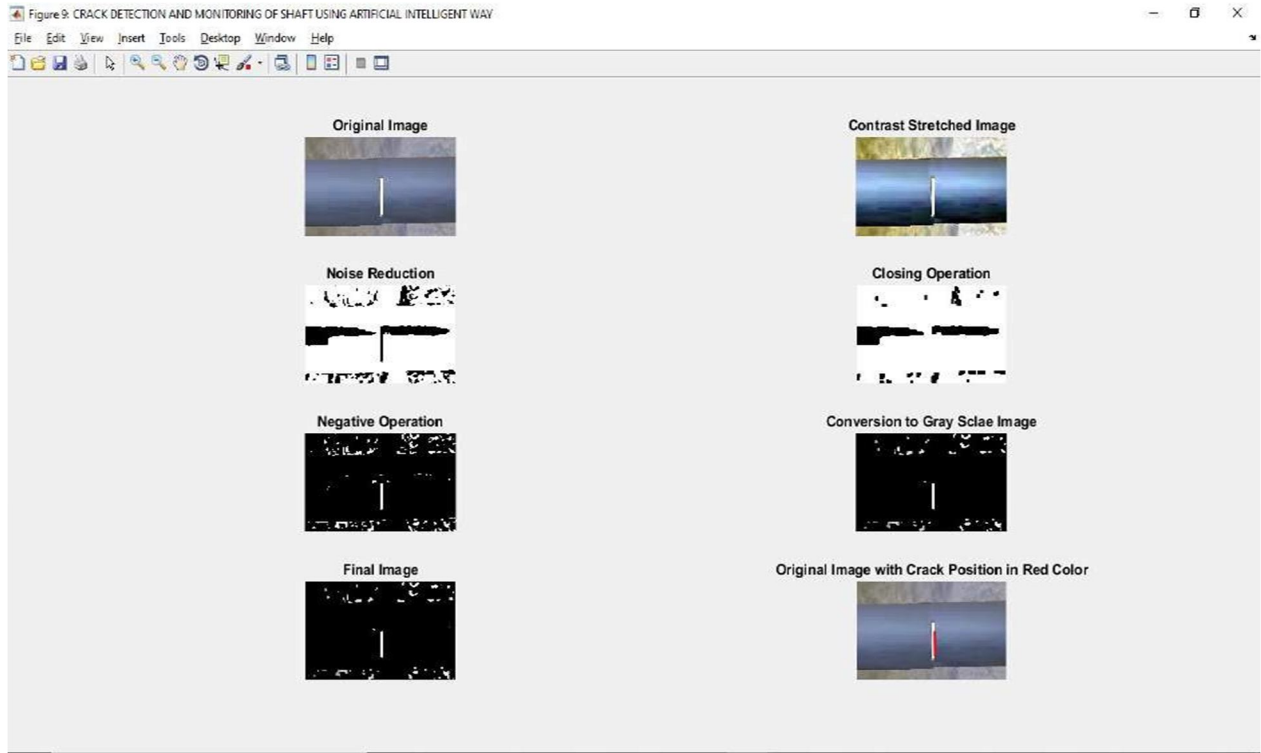 Figure 9: CRACK DETECTION AND MONITORING OF SHAFT USING ARTIFICIAL INTELLIGENT WAY
File Edit View Insert Tools Desktop Window Help
Original Image
Contrast Stretched Image
Noise Reduction
Closing Operation
Negative Operation
Conversion to Gray Sclae Image
Final Image
Original Image with Crack Position in Red Color